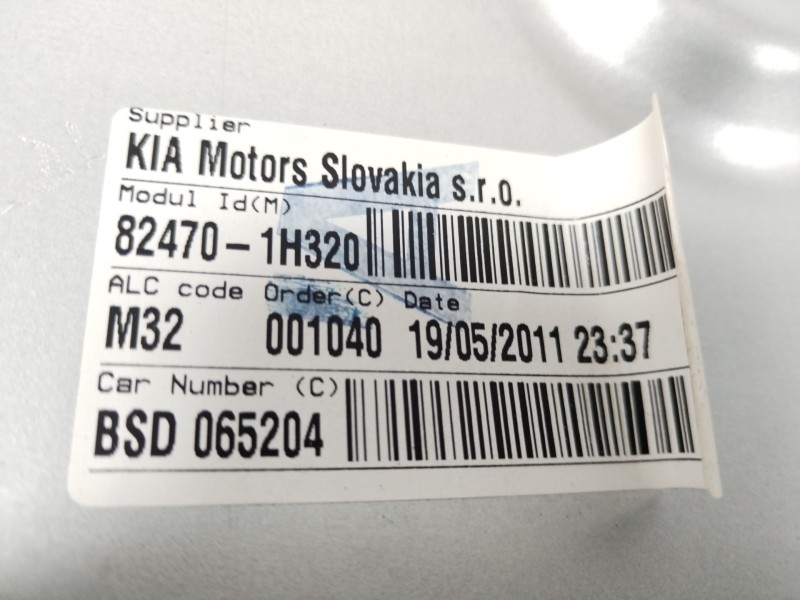 Supplier
KIA Motors Slovakia s.r.o.
Modul Id(M)
82470-1H320
ALC code Order(C) Date
M32 001040 19/05/2011 23:37
Car Number (C)
BSD 065204